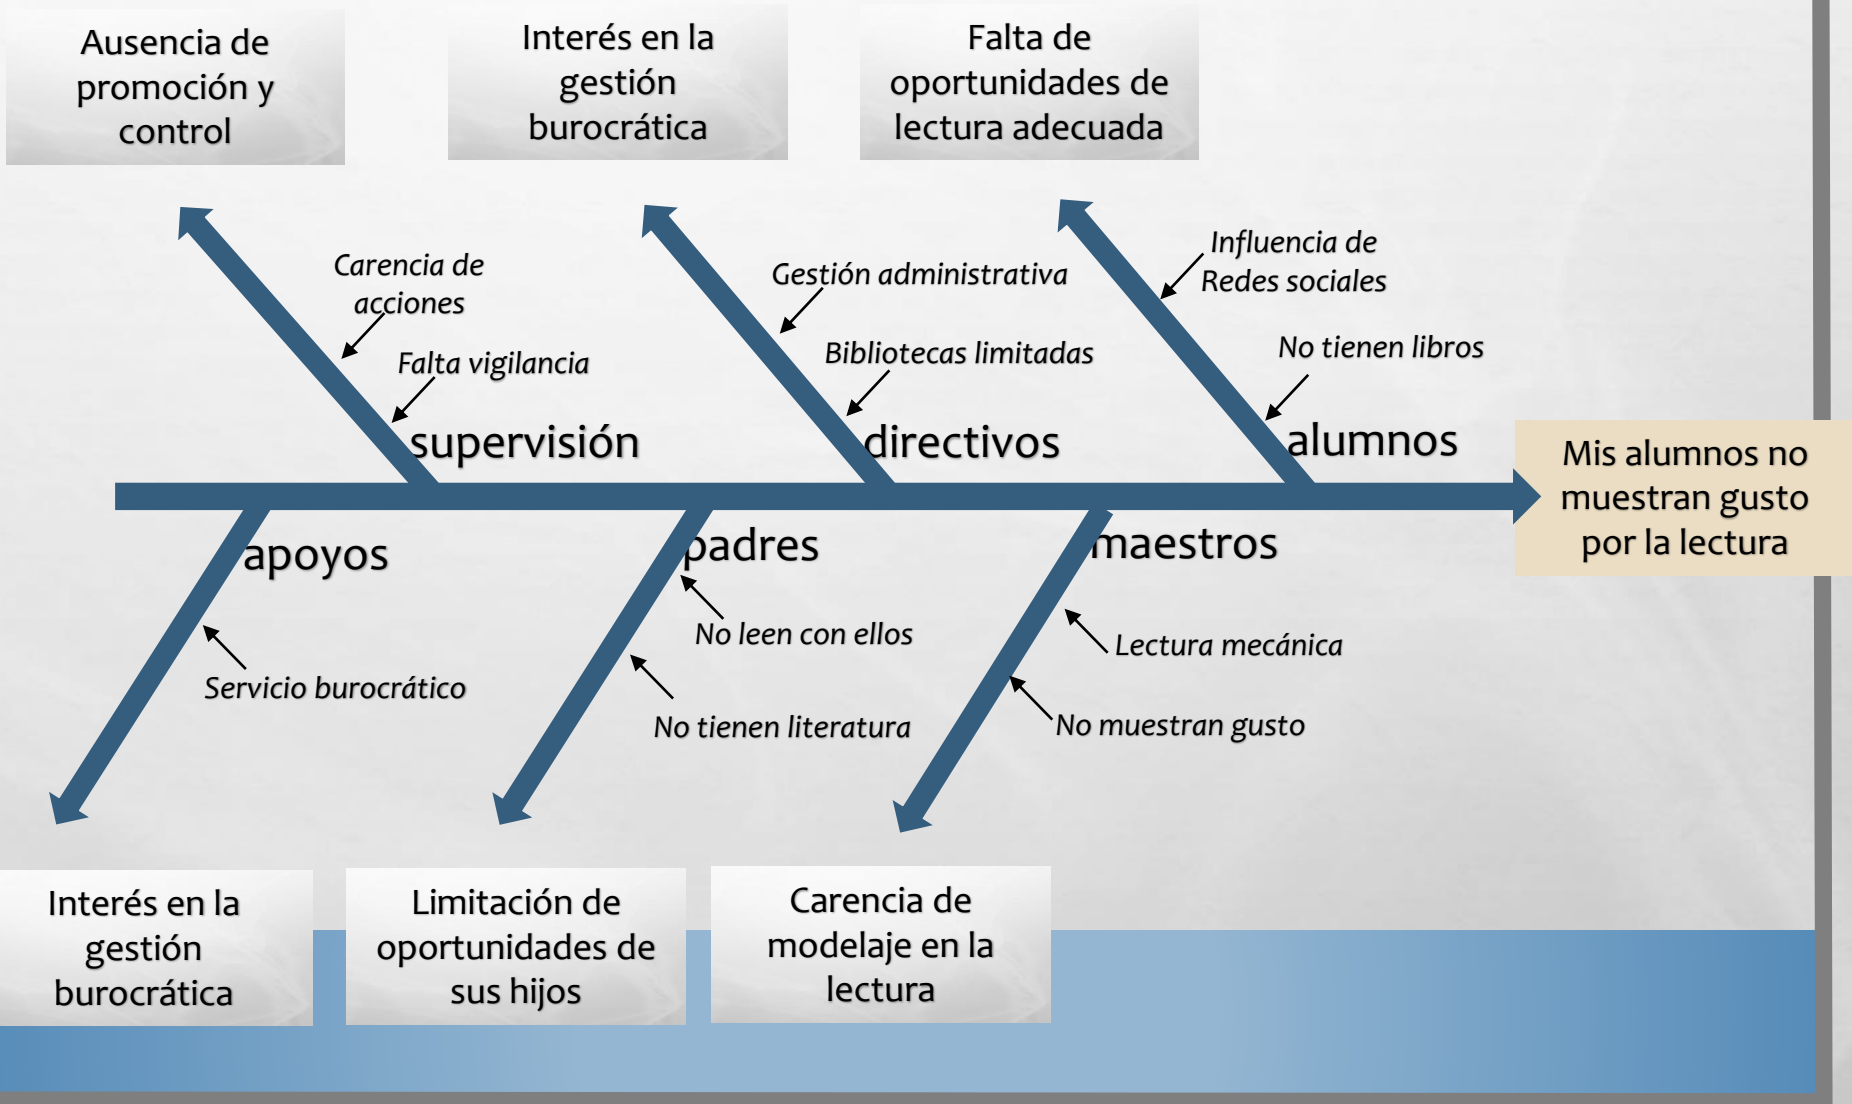 Ausencia de
promoción y
control
Interés en la
gestión
burocrática
Falta de
oportunidades de
lectura adecuada
Carencia de
acciones
Falta vigilancia
supervisión
Gestión administrativa
Bibliotecas limitadas
directivos
Influencia de
Redes sociales
No tienen libros
alumnos
Mis alumnos no
muestran gusto
por la lectura
apoyos
Servicio burocrático
padres
No leen con ellos
No tienen literatura
maestros
Lectura mecánica
No muestran gusto
Interés en la
gestión
burocrática
Limitación de
oportunidades de
sus hijos
Carencia de
modelaje en la
lectura